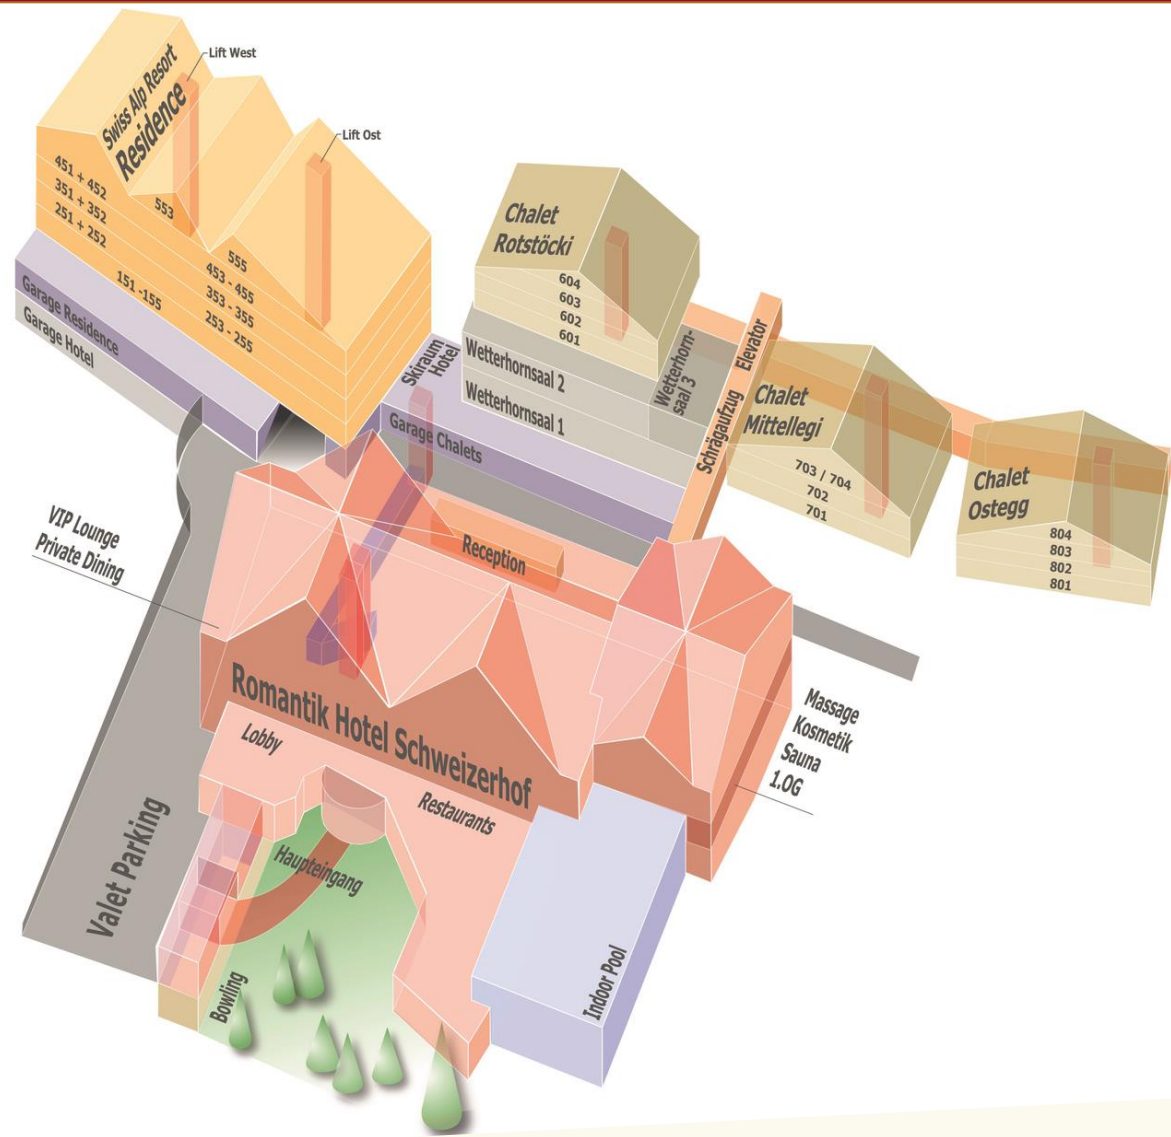 Swiss Alp Resort
Residence
Lift West
Lift Ost
451 + 452
351 + 352
251 + 252
151 -155
553
555
453 - 455
353 - 355
253 - 255
Garage Residence
Garage Hotel
Skiraum
Hotel
Garage Chalets
Chalet
Rotstöcki
604
603
602
601
Wetterhornsaal 2
Wetterhornsaal 1
Wetterhorn-
saal 3
Schrägaufzug Elevator
Chalet
Mittellegi
703 / 704
702
701
Chalet
Ostegg
804
803
802
801
VIP Lounge
Private Dining
Reception
Romantik Hotel Schweizerhof
Lobby
Restaurants
Massage
Kosmetik
Sauna
1.OG
Valet Parking
Haupteingang
Bowling
Indoor Pool